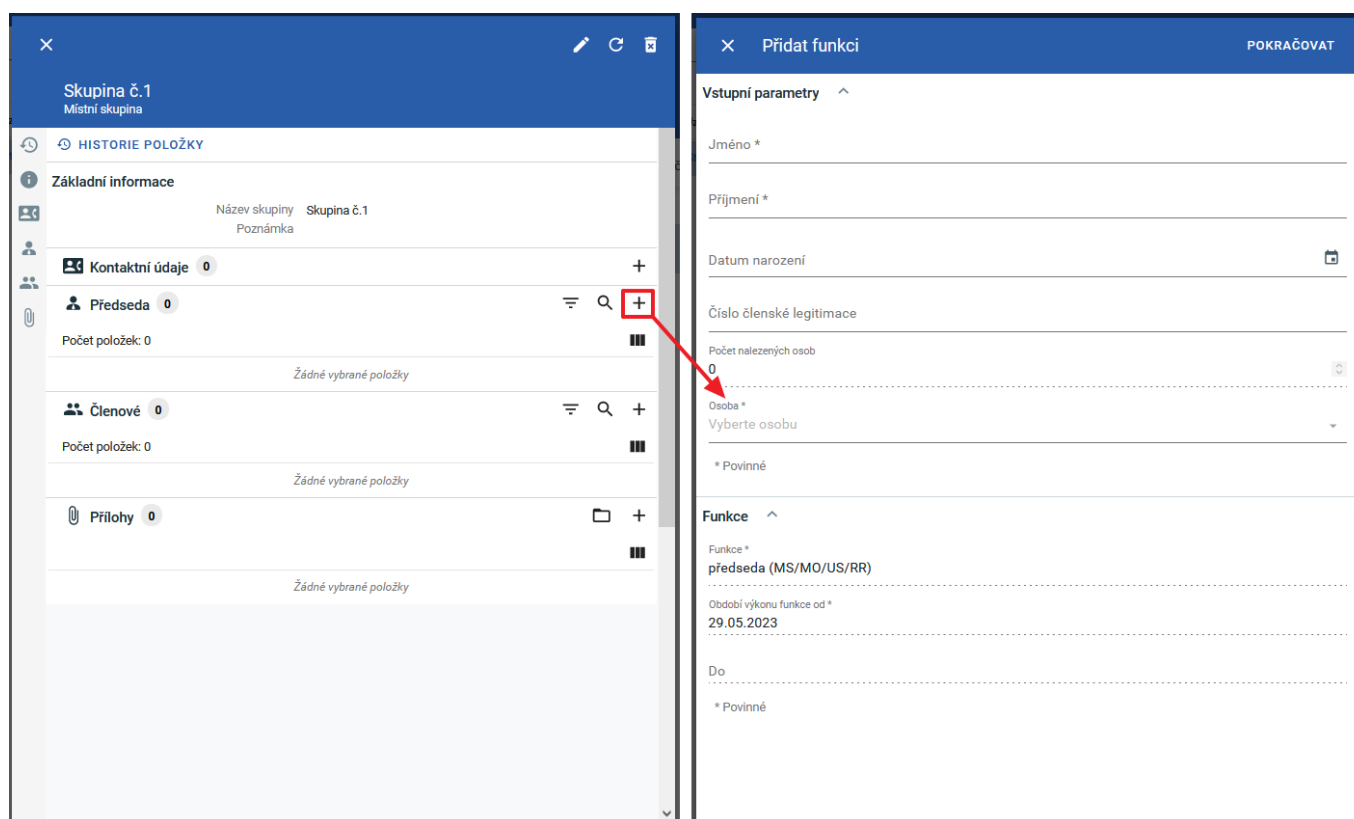 Skupina č.1
Místní skupina
HISTORIE POLOŽKY
Základní informace
Název skupiny Skupina č.1
Poznámka
Kontaktní údaje 0
Předseda 0
Počet položek: 0
Žádné vybrané položky
Členové 0
Počet položek: 0
Žádné vybrané položky
Přílohy 0
Žádné vybrané položky
Přidat funkci POKRAČOVAT
Vstupní parametry
Jméno *
Příjmení *
Datum narození
Číslo členské legitimace
Počet nalezených osob
0
Osoba *
Vyberte osobu
* Povinné
Funkce
Funkce *
předseda (MS/MO/US/RR)
Období výkonu funkce od *
29.05.2023
Do
* Povinné